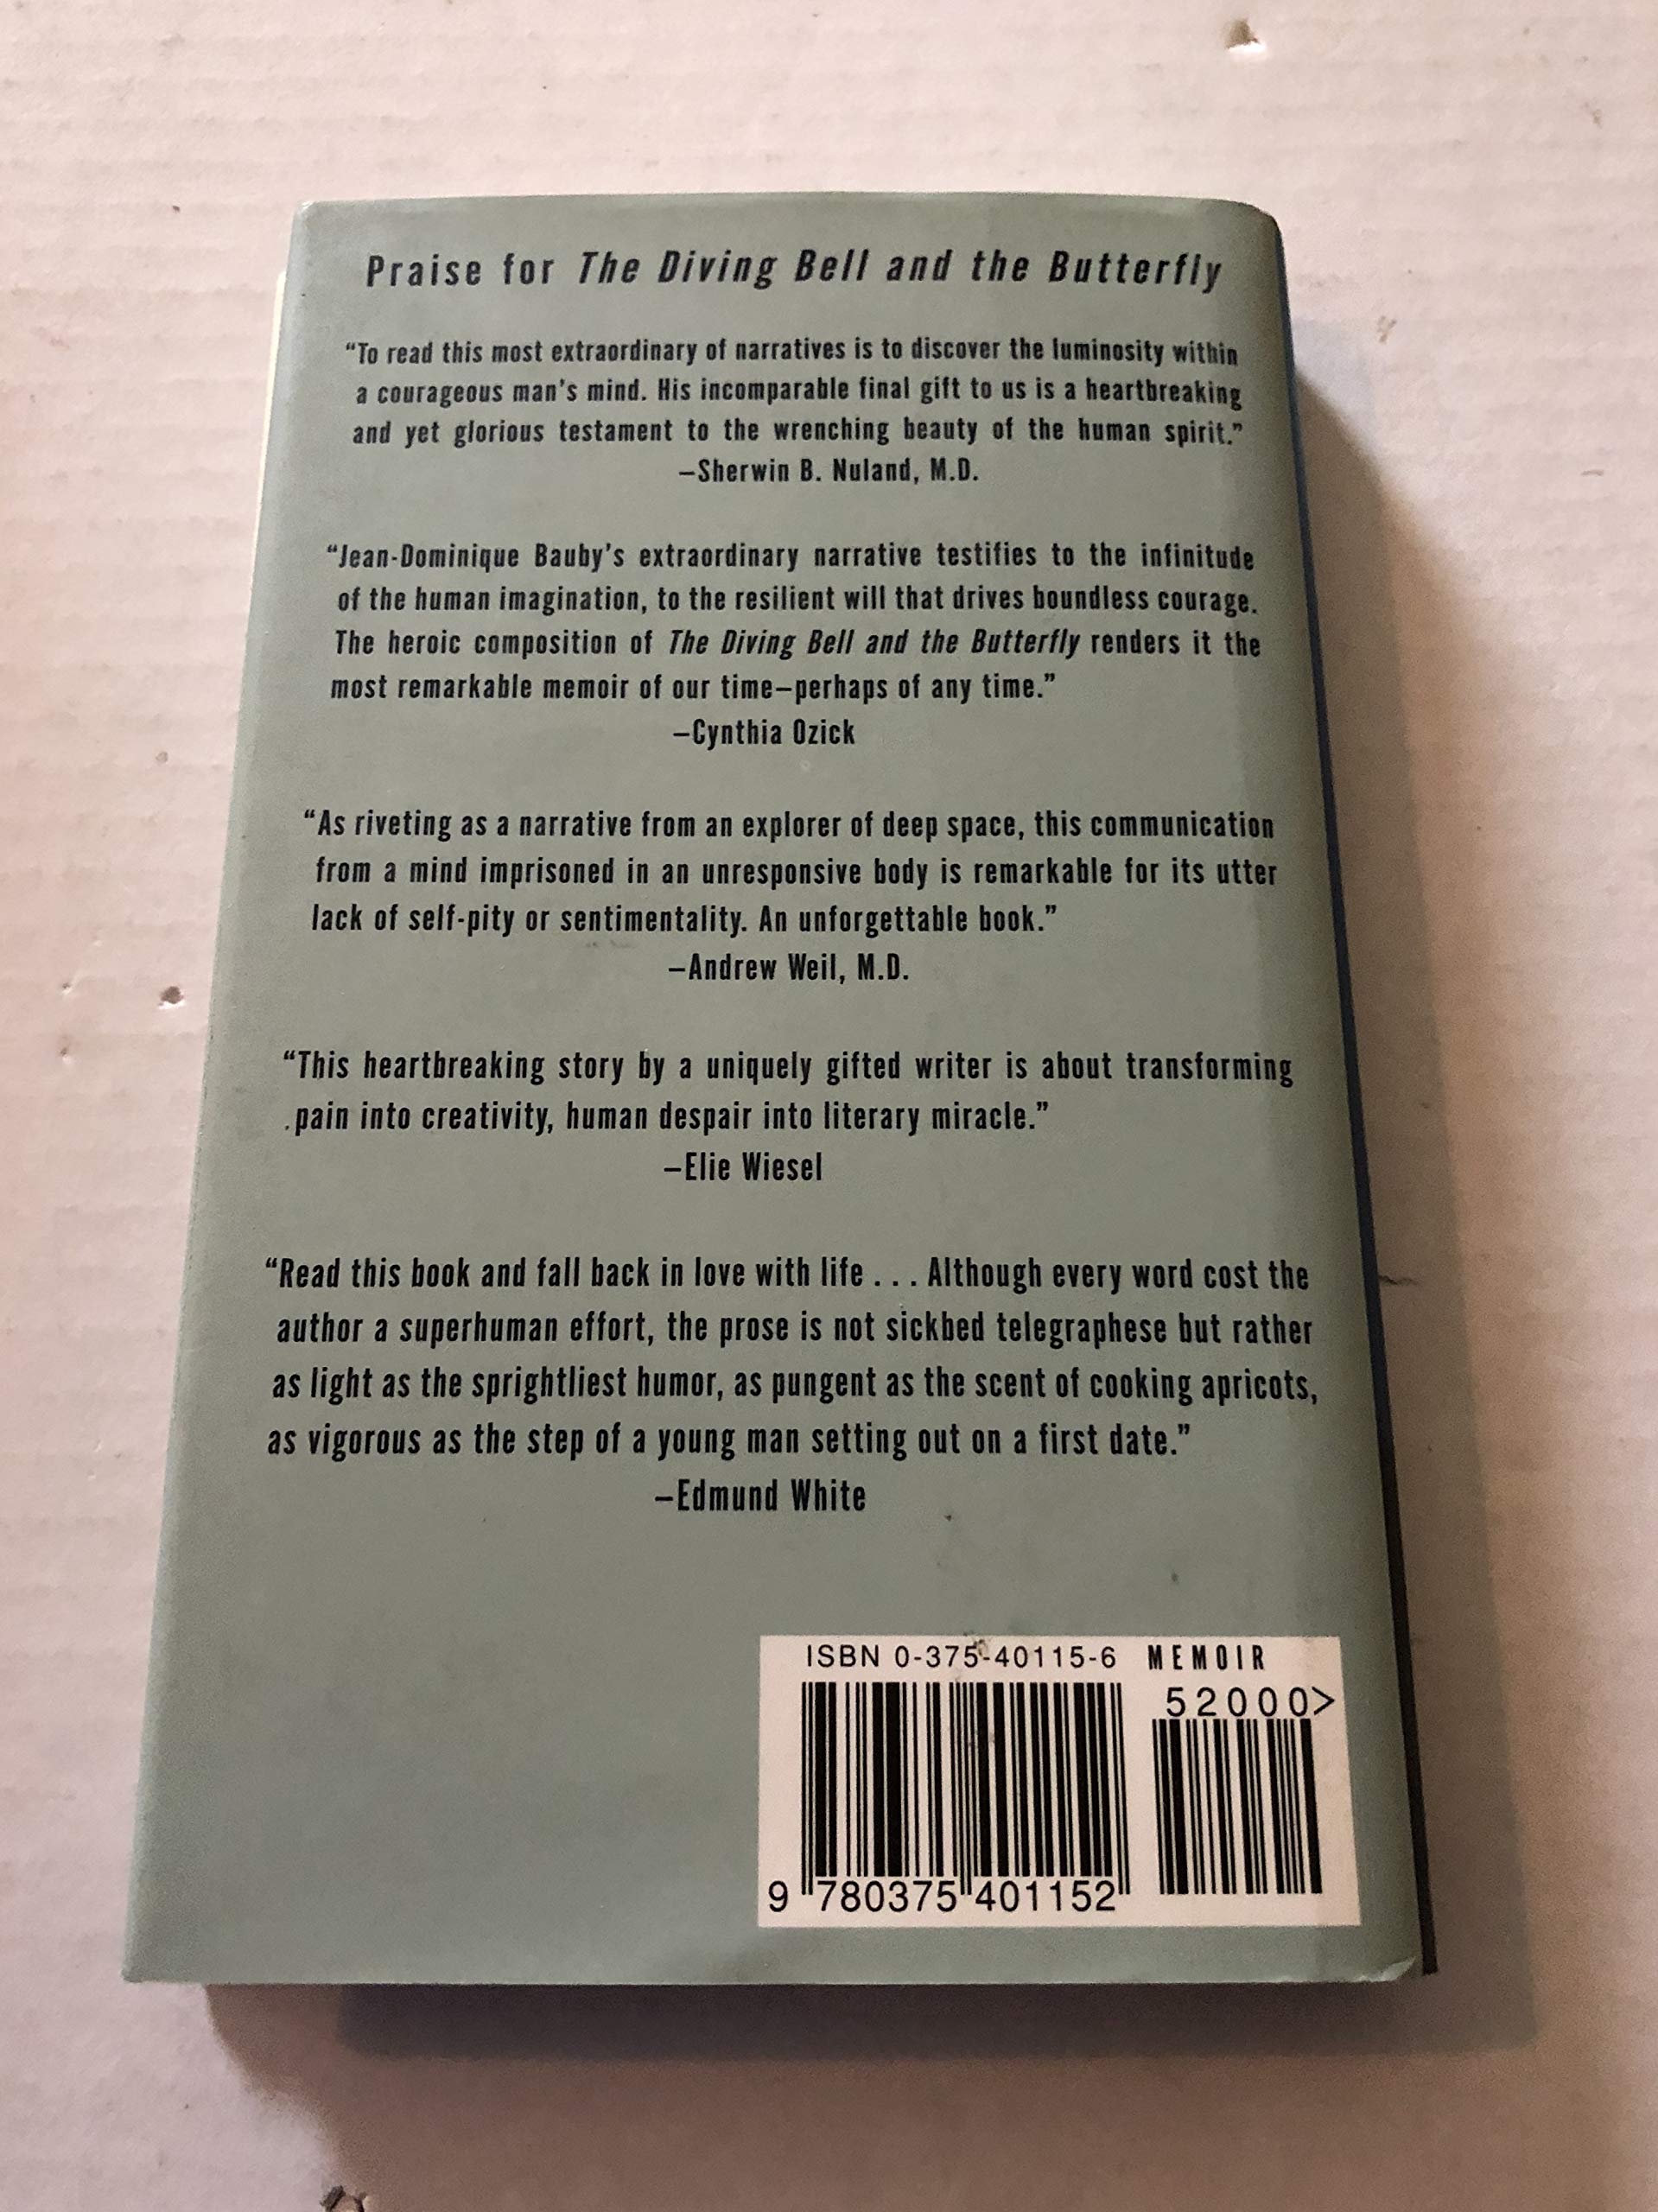 Praise for The Diving Bell and the Butterfly
“To read this most extraordinary of narratives is to discover the luminosity within
a courageous man’s mind. His incomparable final gift to us is a heartbreaking
and yet glorious testament to the wrenching beauty of the human spirit.”
—Sherwin B. Nuland, M.D.
“Jean-Dominique Bauby’s extraordinary narrative testifies to the infinitude
of the human imagination, to the resilient will that drives boundless courage.
The heroic composition of The Diving Bell and the Butterfly renders it the
most remarkable memoir of our time—perhaps of any time.”
—Cynthia Ozick
“As riveting as a narrative from an explorer of deep space, this communication
from a mind imprisoned in an unresponsive body is remarkable for its utter
lack of self-pity or sentimentality. An unforgettable book.”
—Andrew Weil, M.D.
“This heartbreaking story by a uniquely gifted writer is about transforming
pain into creativity, human despair into literary miracle.”
—Elie Wiesel
“Read this book and fall back in love with life . . . Although every word cost the
author a superhuman effort, the prose is not sickbed telegraphese but rather
as light as the sprightliest humor, as pungent as the scent of cooking apricots,
as vigorous as the step of a young man setting out on a first date.”
—Edmund White
ISBN 0-375-40115-6 MEMOIR
52000>
9 780375 401152